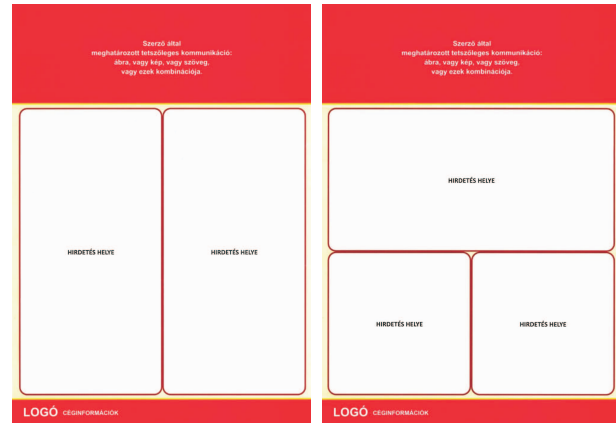 Szerző által
meghatározott tetszőleges kommunikáció:
ábra, vagy kép, vagy szöveg,
vagy ezek kombinációja.
HIRDETÉS HELYE
HIRDETÉS HELYE
LOGÓ CÉGINFORMÁCIÓK
Szerző által
meghatározott tetszőleges kommunikáció:
ábra, vagy kép, vagy szöveg,
vagy ezek kombinációja.
HIRDETÉS HELYE
HIRDETÉS HELYE
HIRDETÉS HELYE
LOGÓ CÉGINFORMÁCIÓK